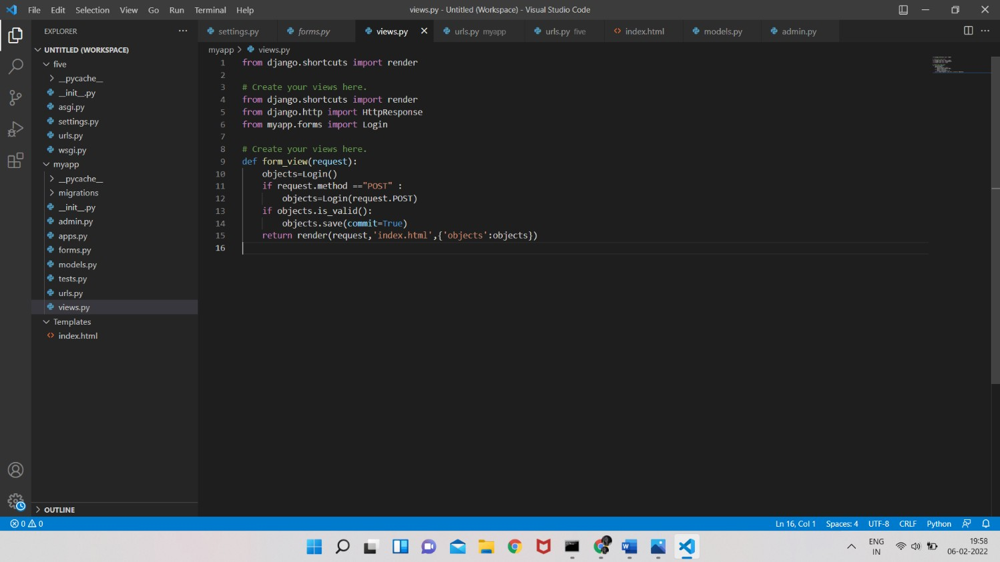 File Edit Selection View Go Run Terminal Help
views.py - Untitled (Workspace) - Visual Studio Code
EXPLORER
UNTITLED (WORKSPACE)
five
__pycache__
__init__.py
asgi.py
settings.py
urls.py
wsgi.py
myapp
__pycache__
migrations
__init__.py
admin.py
apps.py
forms.py
models.py
tests.py
urls.py
views.py
Templates
index.html
OUTLINE
settings.py forms.py views.py urls.py myapp urls.py five index.html models.py admin.py
myapp > views.py
1 from django.shortcuts import render
2
3 # Create your views here.
4 from django.shortcuts import render
5 from django.http import HttpResponse
6 from myapp.forms import Login
7
8 # Create your views here.
9 def form_view(request):
10 objects=Login()
11 if request.method =="POST" :
12 objects=Login(request.POST)
13 if objects.is_valid():
14 objects.save(commit=True)
15 return render(request,'index.html',{'objects':objects})
16
0 0
Ln 16, Col 1 Spaces: 4 UTF-8 CRLF Python
ENG
IN
19:58
06-02-2022